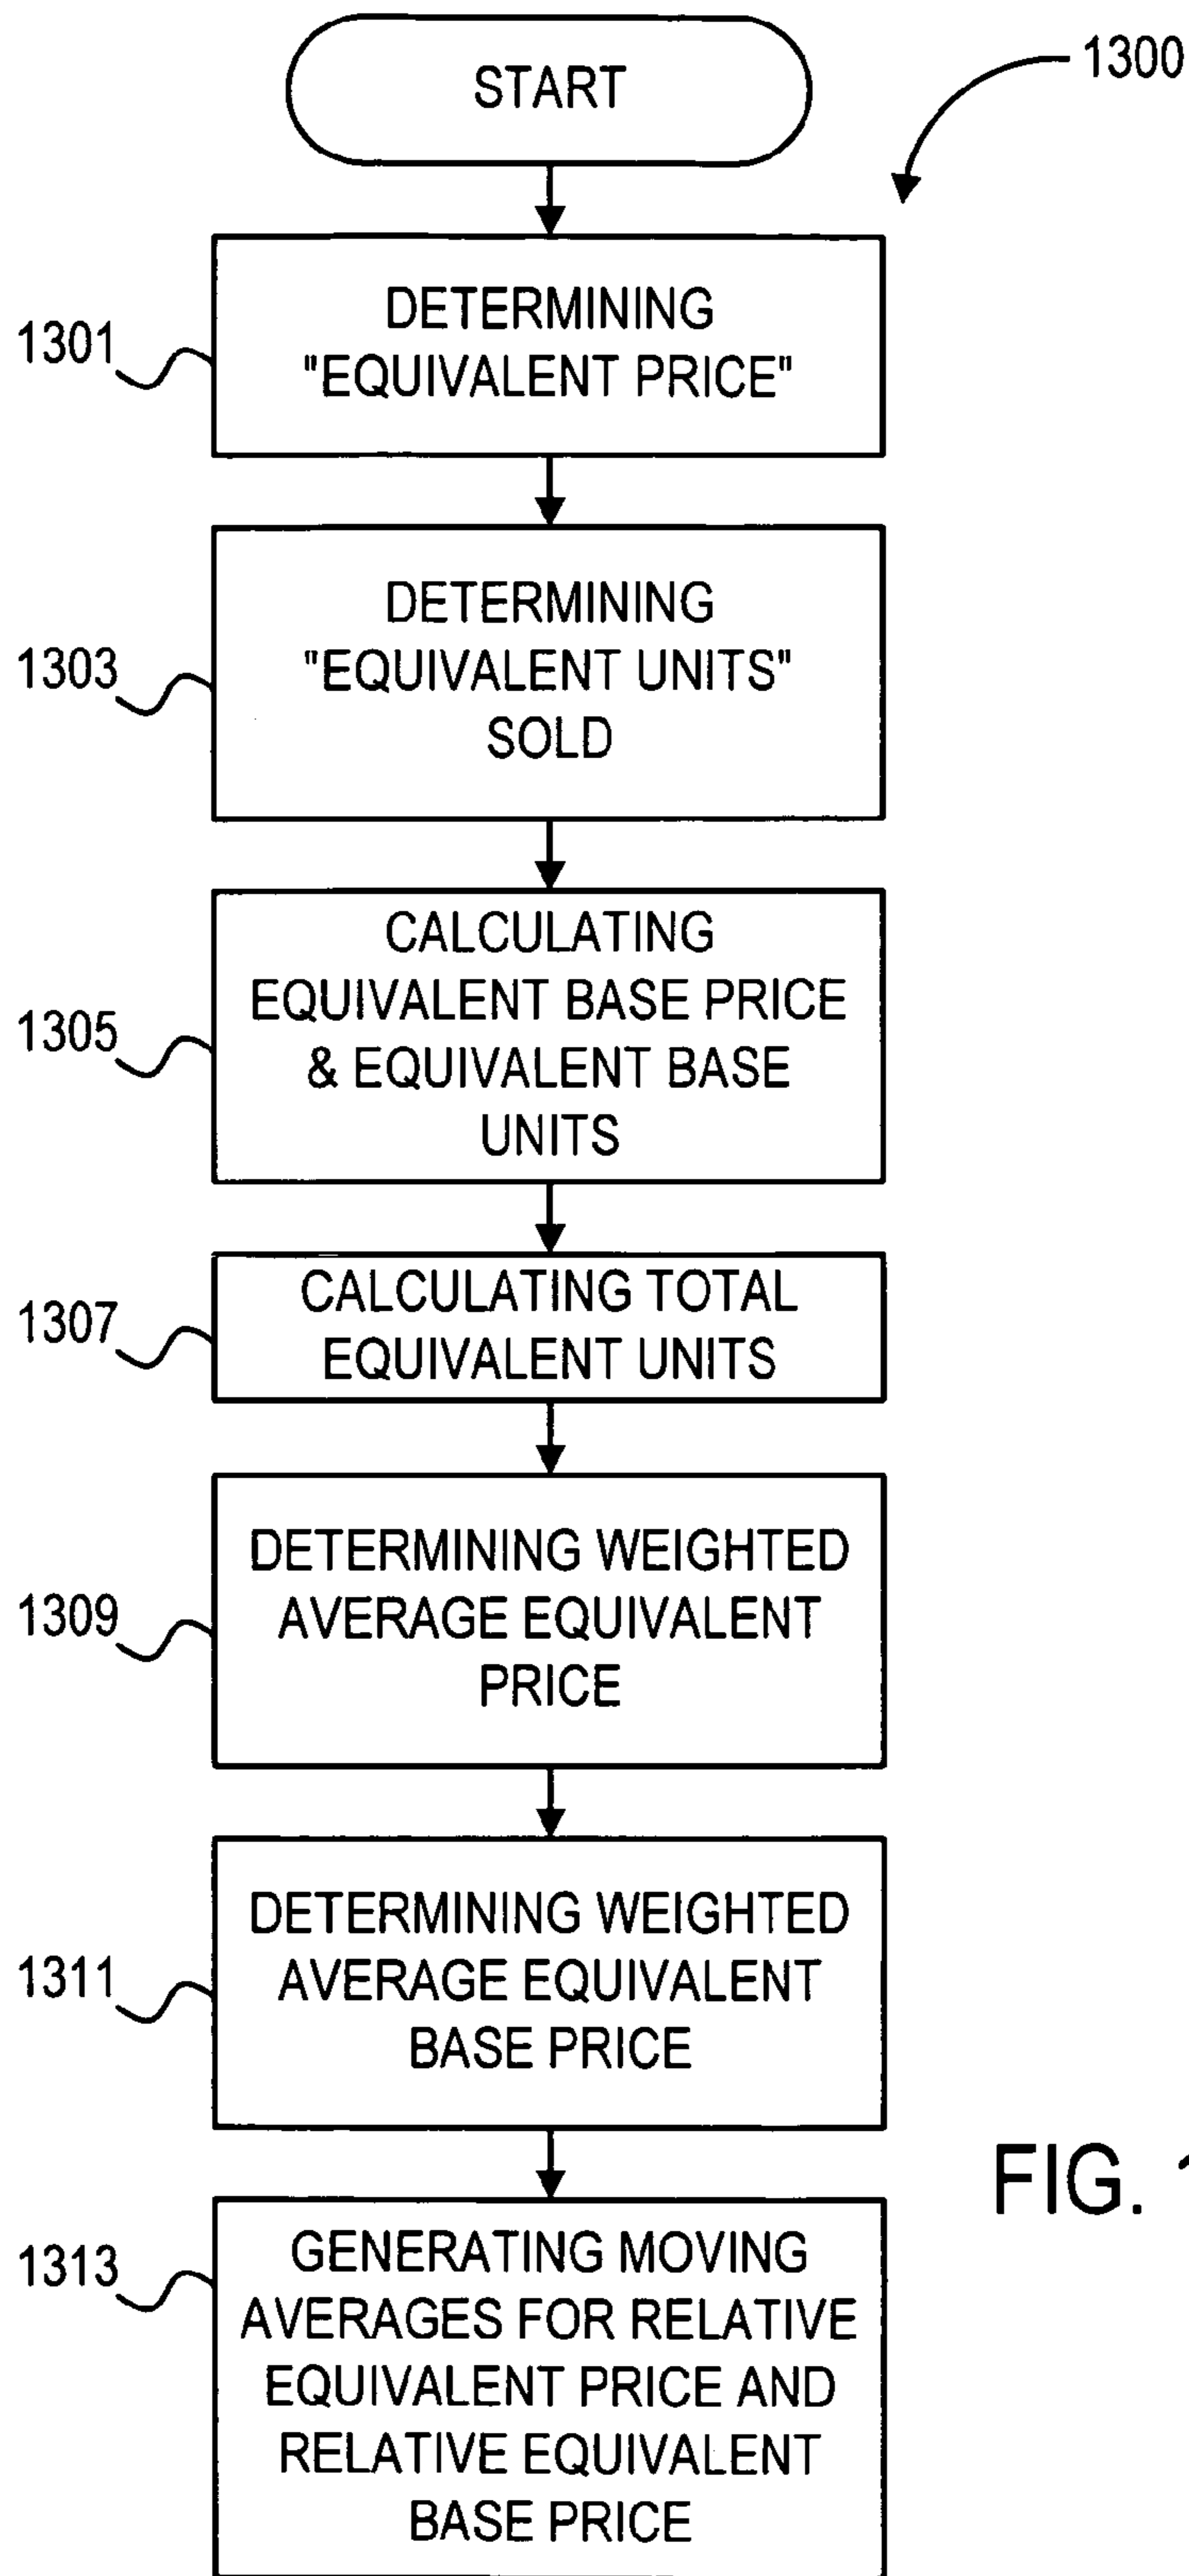 START
1300
1301
DETERMINING
"EQUIVALENT PRICE"
1303
DETERMINING
"EQUIVALENT UNITS"
SOLD
1305
CALCULATING
EQUIVALENT BASE PRICE
& EQUIVALENT BASE
UNITS
1307
CALCULATING TOTAL
EQUIVALENT UNITS
1309
DETERMINING WEIGHTED
AVERAGE EQUIVALENT
PRICE
1311
DETERMINING WEIGHTED
AVERAGE EQUIVALENT
BASE PRICE
1313
GENERATING MOVING
AVERAGES FOR RELATIVE
EQUIVALENT PRICE AND
RELATIVE EQUIVALENT
BASE PRICE
FIG.